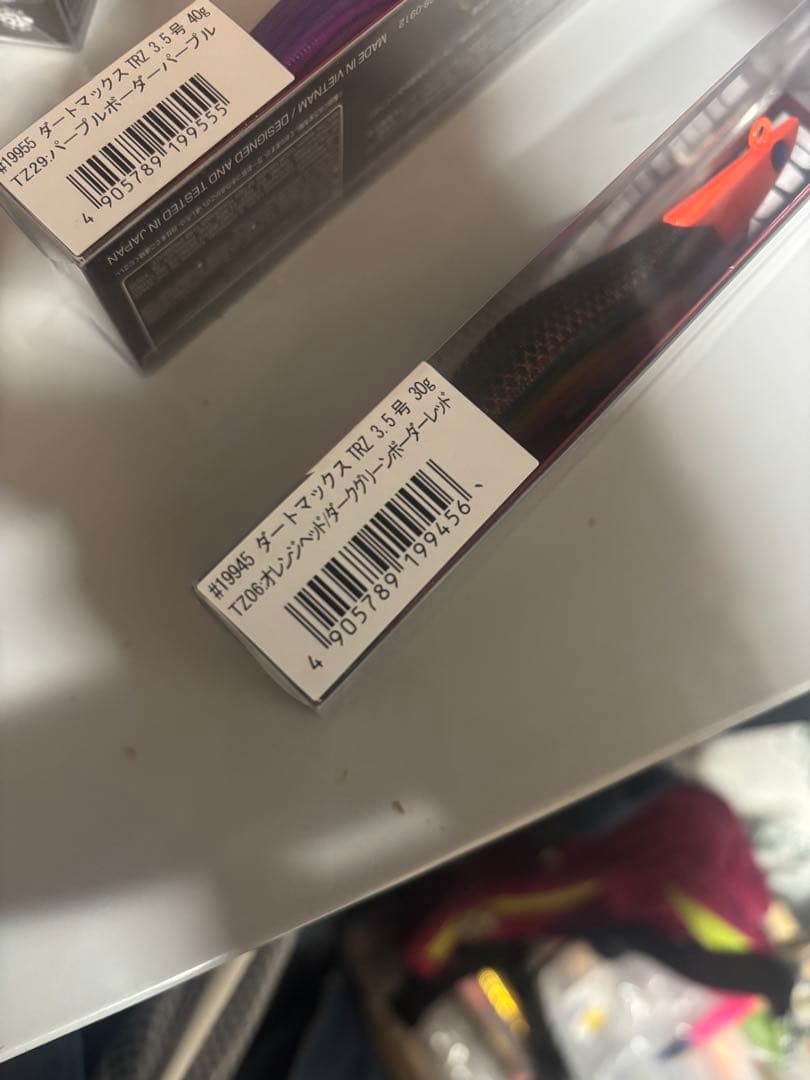 #19955 ダートマックス TRZ 3.5号 40g
TZ29:パープルボーダーパープル
4 905789 199555
MADE IN VIETNAM / DESIGNED AND TESTED IN JAPAN
#19945 ダートマックス TRZ 3.5号 30g
TZ06:オレンジヘッド/ダークグリーンボーダーレッド
4 905789 199456